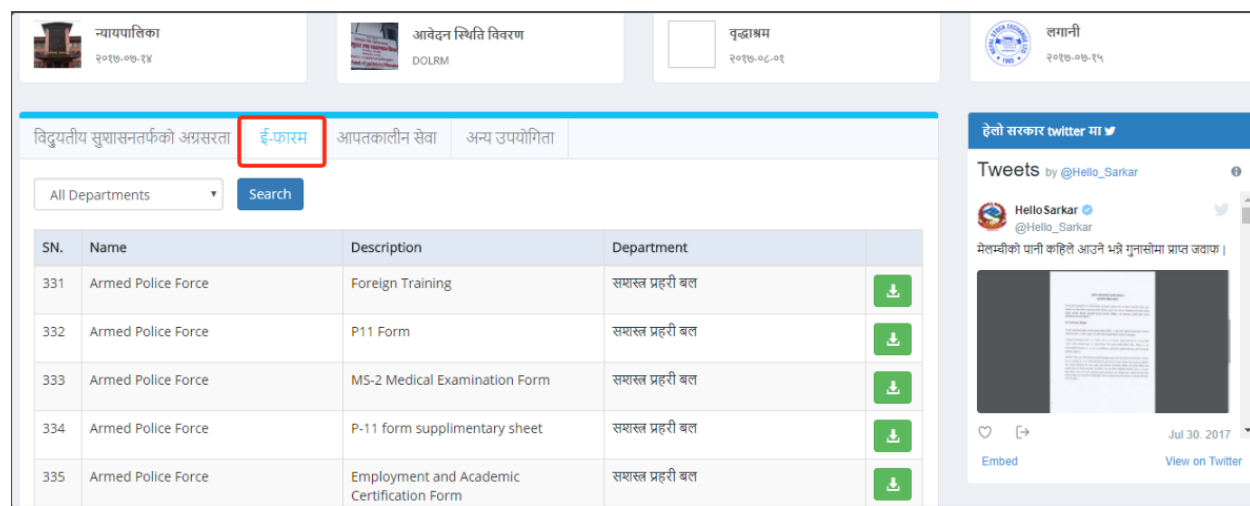 न्यायपालिका
२०१७-०७-१४
आवेदन स्थिति विवरण
DOLRM
वृद्धाश्रम
२०१७-०८-०१
लगानी
२०१७-०७-१५
विद्युयतीय सुशासनतर्फको अग्रसरता
ई-फारम
आपतकालीन सेवा
अन्य उपयोगिता
All Departments
Search
SN. Name Description Department
331 Armed Police Force Foreign Training सशस्त्र प्रहरी बल
332 Armed Police Force P11 Form सशस्त्र प्रहरी बल
333 Armed Police Force MS-2 Medical Examination Form सशस्त्र प्रहरी बल
334 Armed Police Force P-11 form supplimentary sheet सशस्त्र प्रहरी बल
335 Armed Police Force Employment and Academic सशस्त्र प्रहरी बल
Certification Form
हेलो सरकार twitter मा
Tweets by @Hello_Sarkar
HelloSarkar
@Hello_Sarkar
मेलम्चीको पानी कहिले आउने भन्ने गुनासोमा प्राप्त जवाफ |
Jul 30, 2017
Embed
View on Twitter